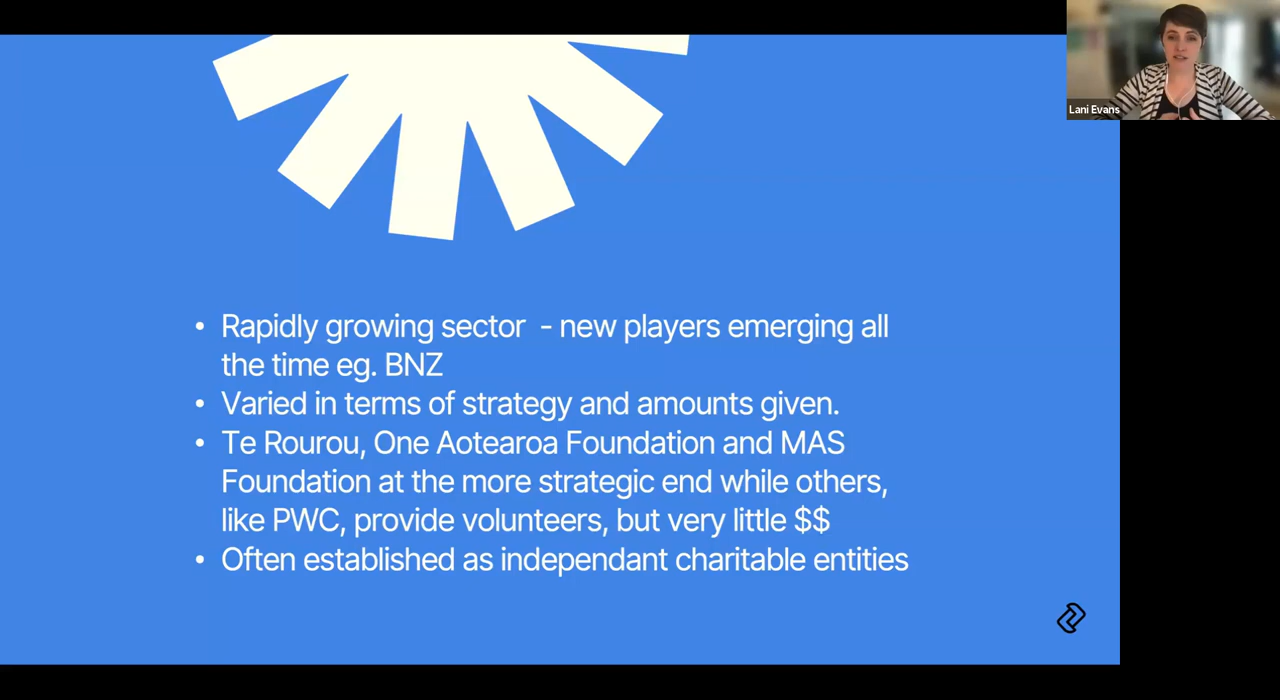 Lani Evans
• Rapidly growing sector - new players emerging all
the time eg. BNZ
• Varied in terms of strategy and amounts given.
• Te Rourou, One Aotearoa Foundation and MAS
Foundation at the more strategic end while others,
like PWC, provide volunteers, but very little $$
• Often established as independant charitable entities